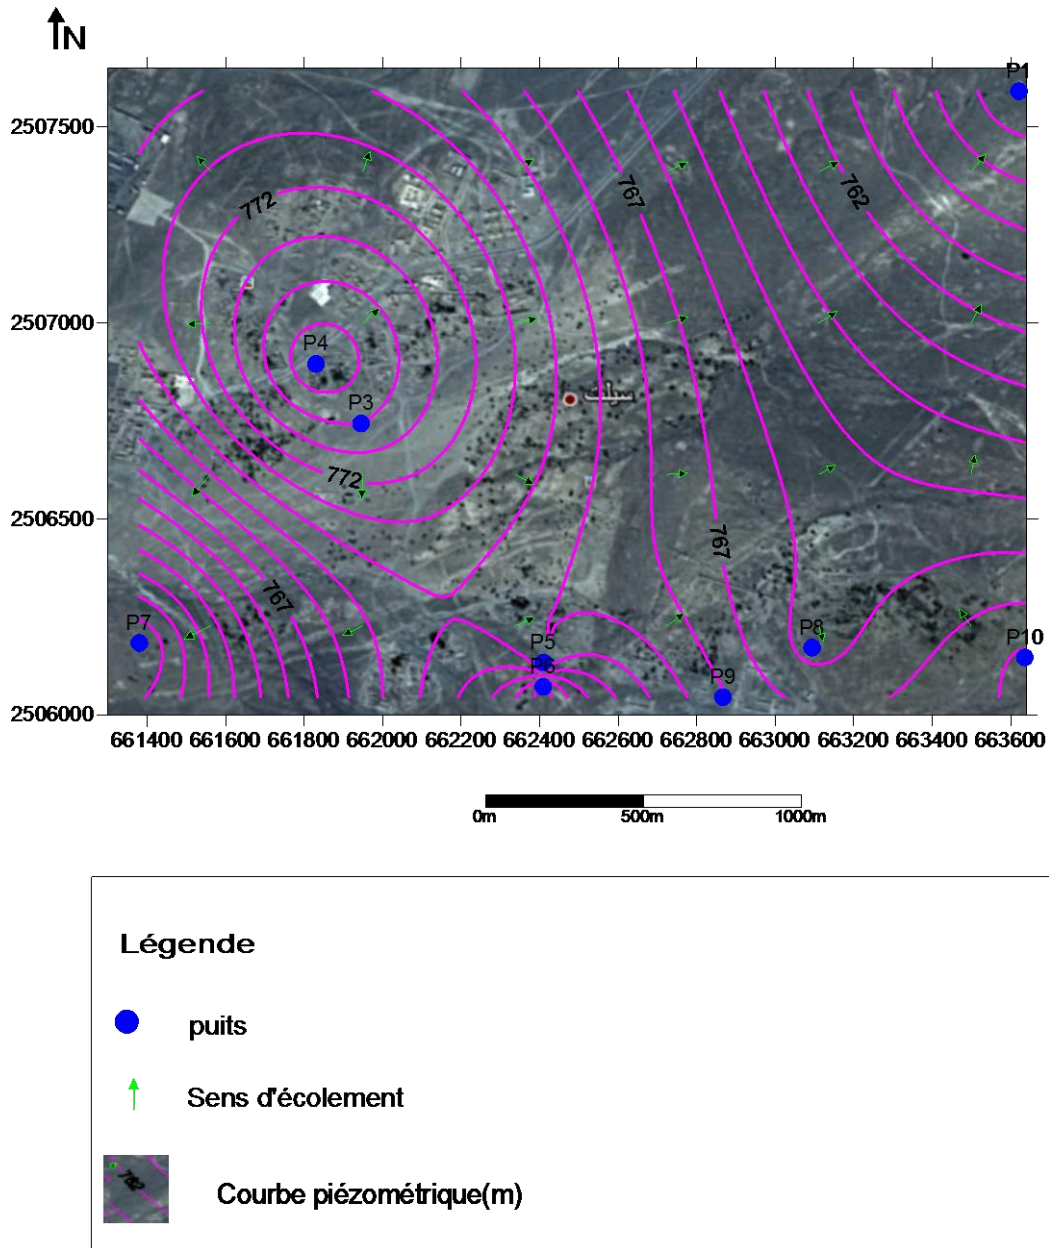 N
P1
2507500
772
767
762
2507000
P4
سيلت
P3
772
2506500
767
767
P7
P5
P8
P10
P6
P9
2506000
661400 661600 661800 662000 662200 662400 662600 662800 663000 663200 663400 663600
0m 500m 1000m
Légende
puits
Sens d'écolement
762
Courbe piézométrique(m)